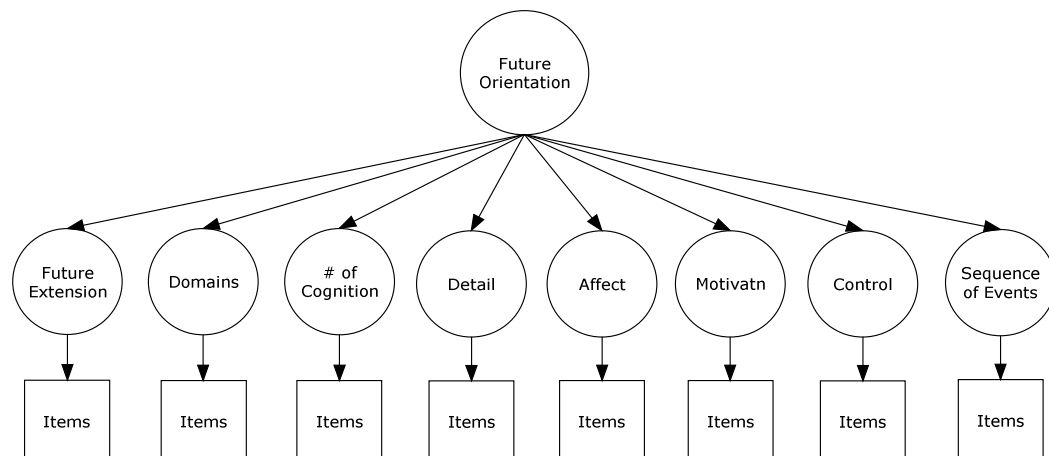 Future
Orientation
Future
Extension
Domains
# of
Cognition
Detail
Affect
Motivatn
Control
Sequence
of Events
Items
Items
Items
Items
Items
Items
Items
Items